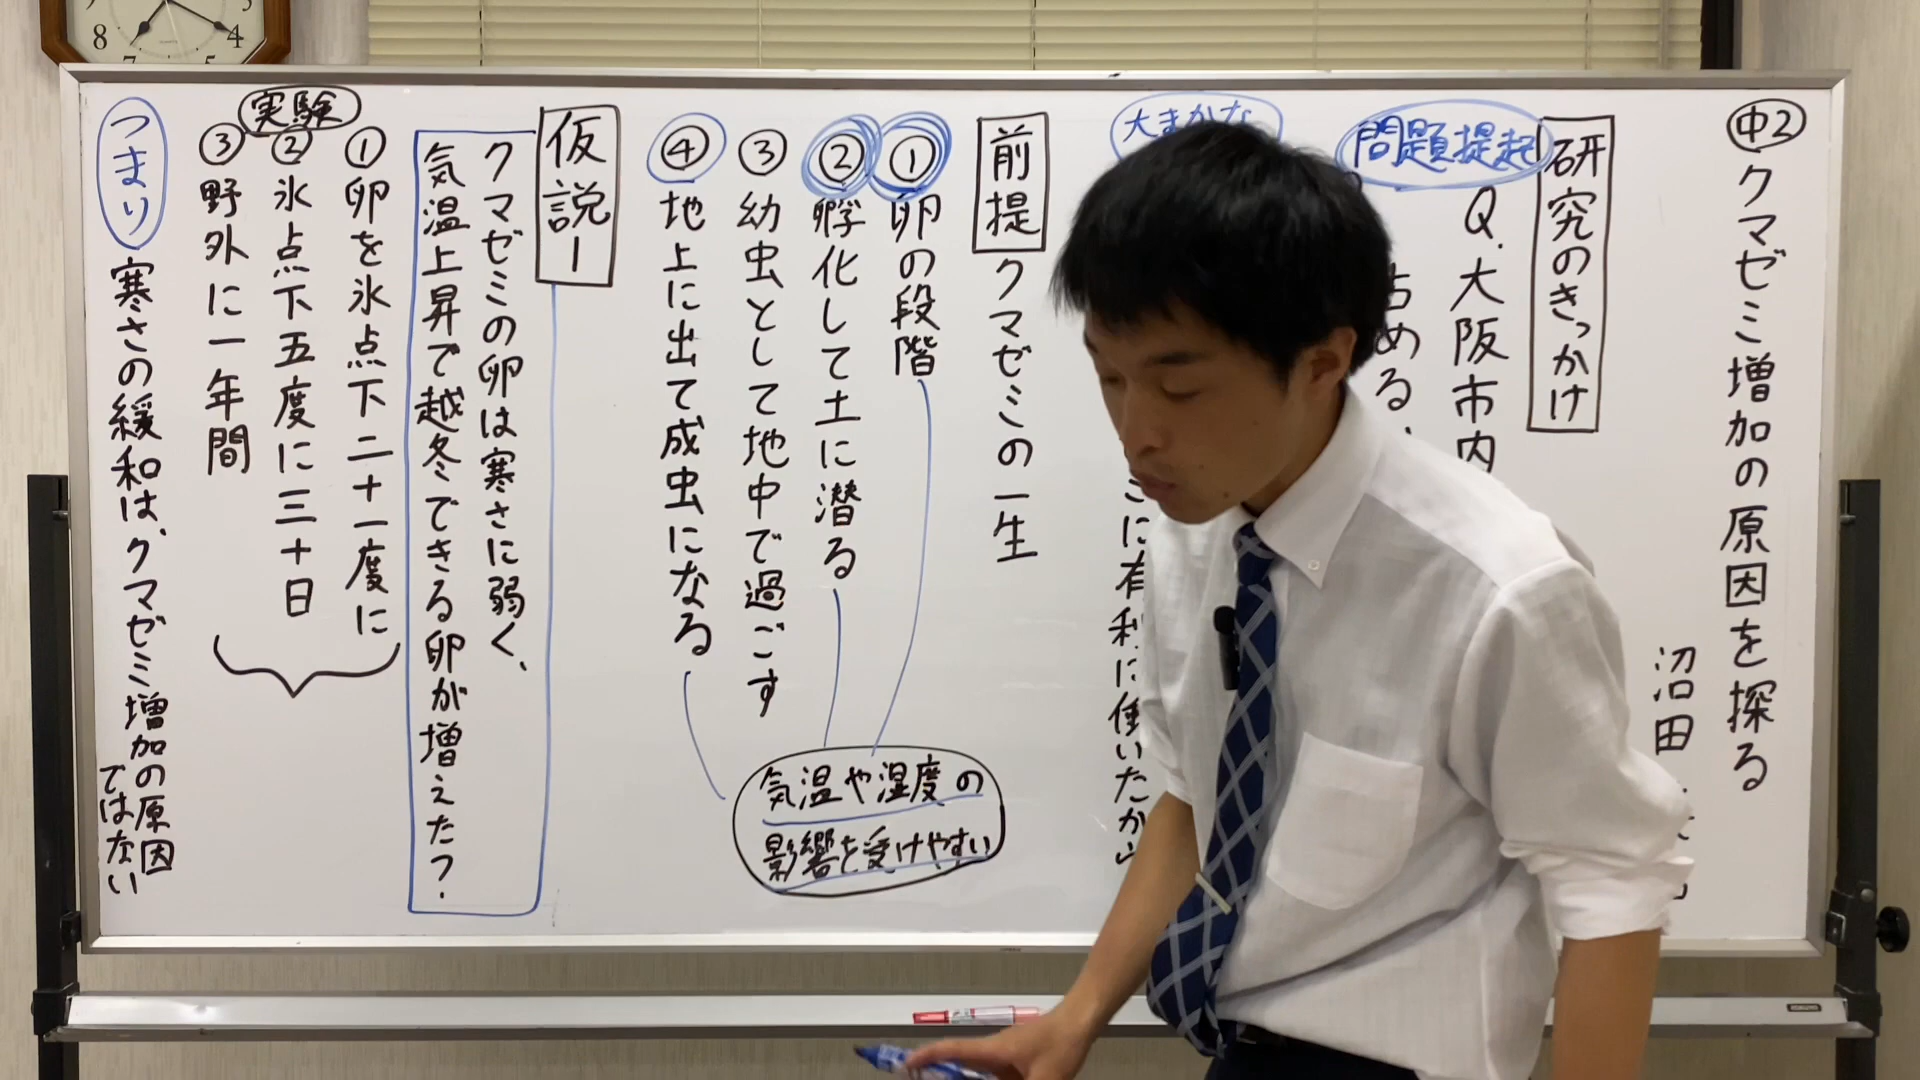 中2 クマゼミ増加の原因を探る
沼田
研究のきっかけ
問題提起
Q.大阪市内
占める、
大まかな
に有利に働いたか
前提 クマゼミの一生
① 卵の段階
② 孵化して土に潜る
③ 幼虫として地中で過ごす
④ 地上に出て成虫になる
気温や湿度の
影響を受けやすい
仮説1
クマゼミの卵は寒さに弱く、
気温上昇で越冬できる卵が増えた?
実験
① 卵を氷点下二十一度に
② 氷点下五度に三十日
③ 野外に一年間
つまり 寒さの緩和は、クマゼミ増加の原因
ではない
8
7
5
4